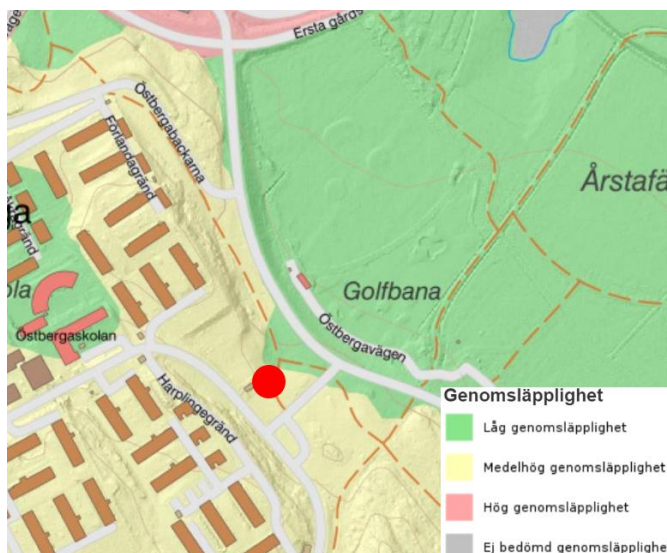 Ersta gårds
Östbergabackarna
Förlandagränd
Årstafä
Golfbana
Östbergavägen
Östbergaskolan
Harplingegränd
Genomsläpplighet
Låg genomsläpplighet
Medelhög genomsläpplighet
Hög genomsläpplighet
Ej bedömd genomsläpplighe